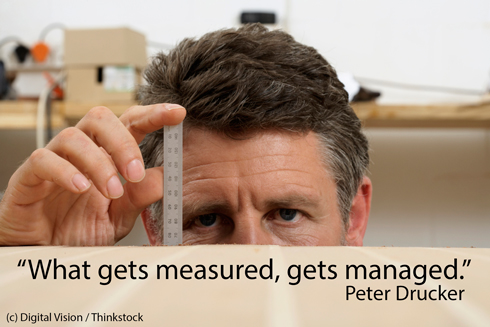 “What gets measured, gets managed.”
Peter Drucker
(c) Digital Vision / Thinkstock